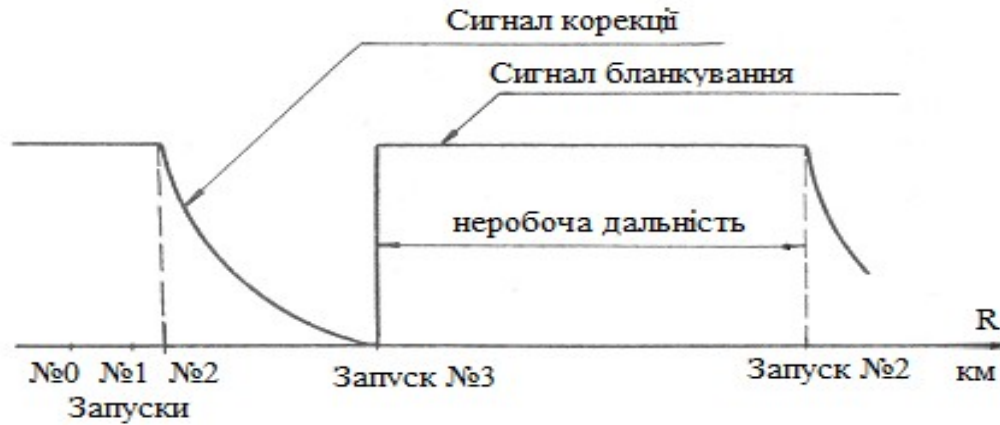 Сигнал корекції
Сигнал бланкування
неробоча дальність
R
№0 №1 №2 Запуск №3 Запуск №2 км
Запуски